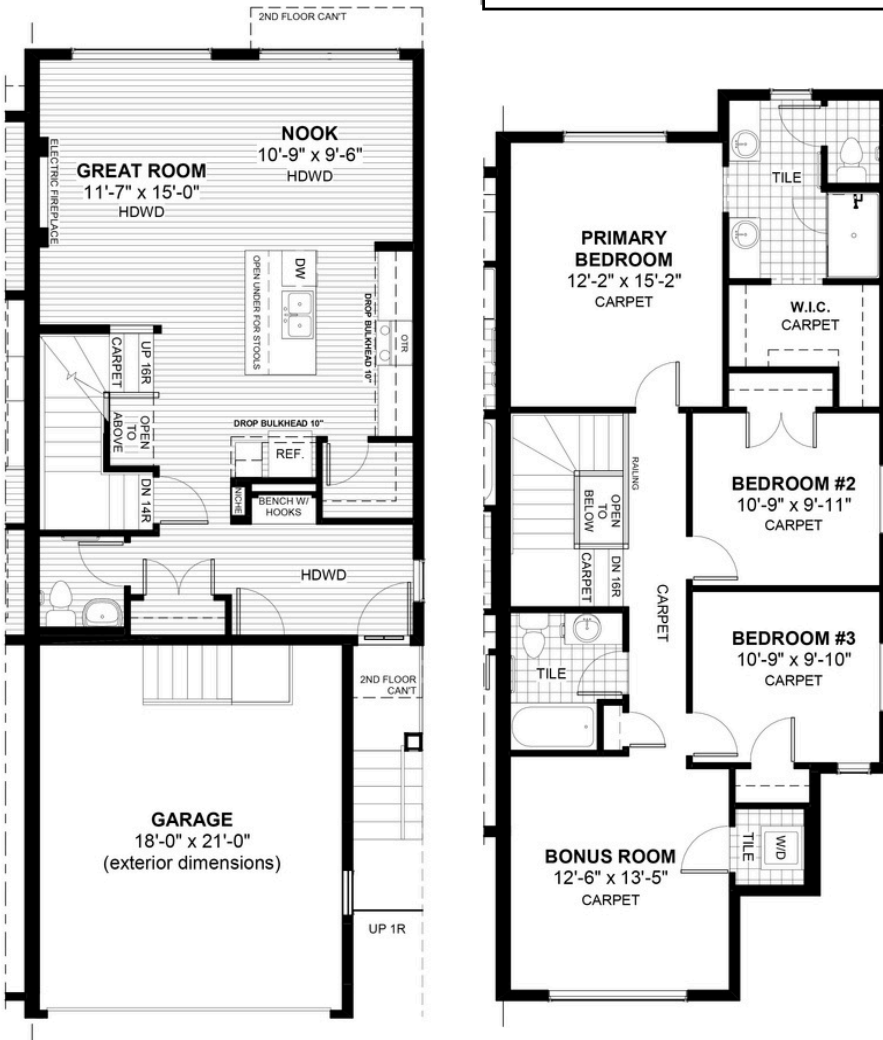 2ND FLOOR CAN'T
NOOK
10'-9" x 9'-6"
HDWD
GREAT ROOM
11'-7" x 15'-0"
HDWD
ELECTRIC FIREPLACE
DW
OPEN UNDER FOR STOOLS
DROP BULKHEAD 10"
OTR
UP 16R
CARPET
OPEN
TO
ABOVE
DROP BULKHEAD 10"
REF.
DN 14R
NICHE
BENCH W/
HOOKS
HDWD
2ND FLOOR
CAN'T
GARAGE
18'-0" x 21'-0"
(exterior dimensions)
UP 1R
TILE
PRIMARY
BEDROOM
12'-2" x 15'-2"
CARPET
W.I.C.
CARPET
RAILING
BEDROOM #2
10'-9" x 9'-11"
CARPET
OPEN
TO
BELOW
DN 16R
CARPET
CARPET
BEDROOM #3
10'-9" x 9'-10"
CARPET
TILE
BONUS ROOM
12'-6" x 13'-5"
CARPET
TILE
W/D